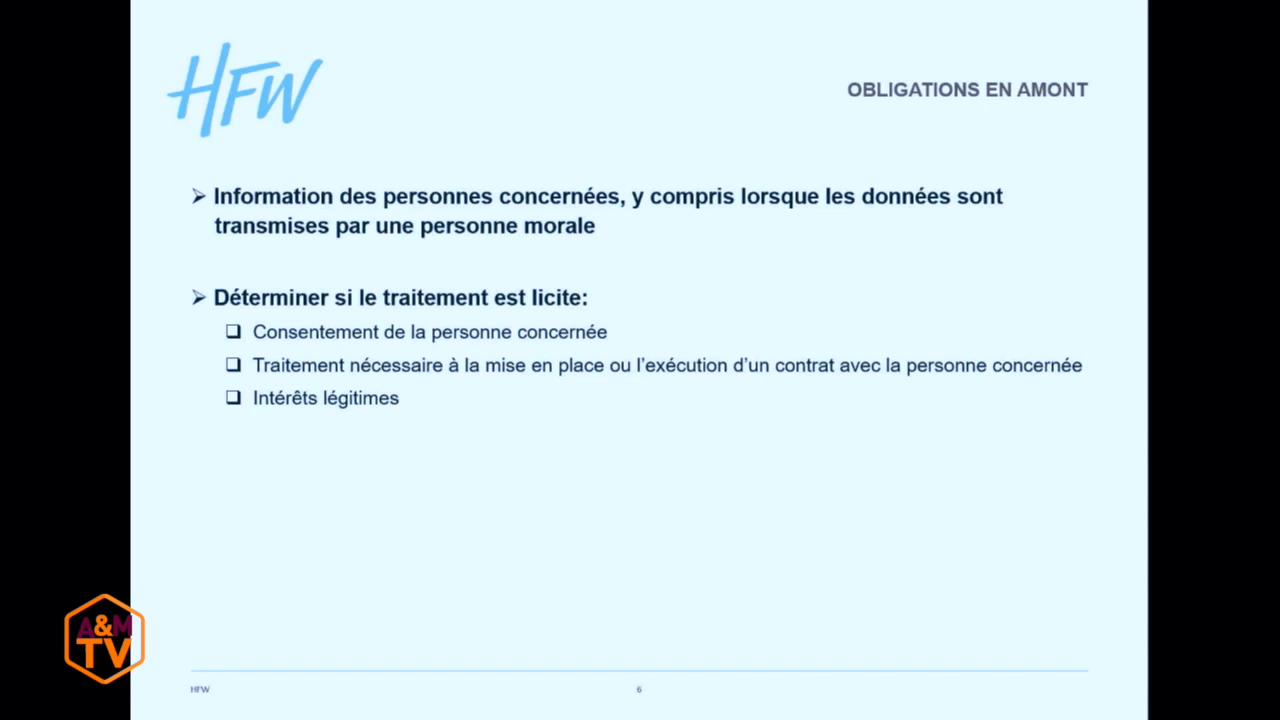 HFW
OBLIGATIONS EN AMONT
➢ Information des personnes concernées, y compris lorsque les données sont
transmises par une personne morale
➢ Déterminer si le traitement est licite:
❑ Consentement de la personne concernée
❑ Traitement nécessaire à la mise en place ou l’exécution d’un contrat avec la personne concernée
❑ Intérêts légitimes
A&M
TV
HFW
6